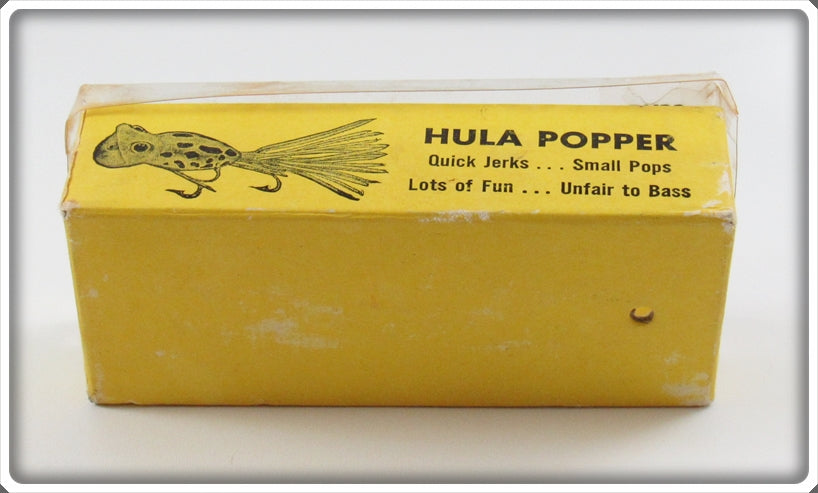 HULA POPPER
Quick Jerks ... Small Pops
Lots of Fun ... Unfair to Bass